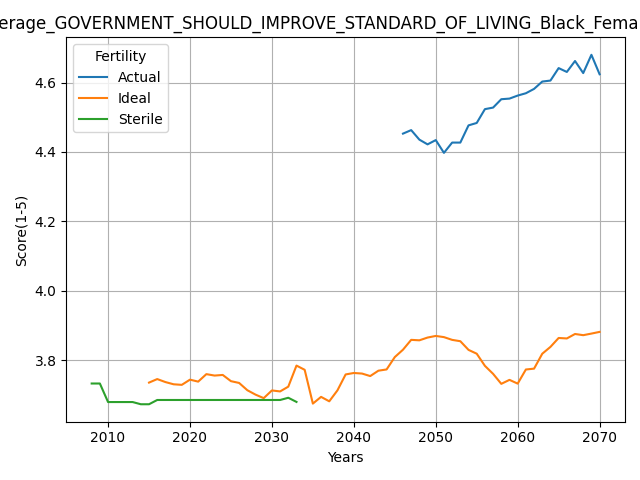 erage_GOVERNMENT_SHOULD_IMPROVE_STANDARD_OF_LIVING_Black_Fema
Fertility
Actual
Ideal
Sterile
Score(1-5)
4.6
4.4
4.2
4.0
3.8
2010 2020 2030 2040 2050 2060 2070
Years